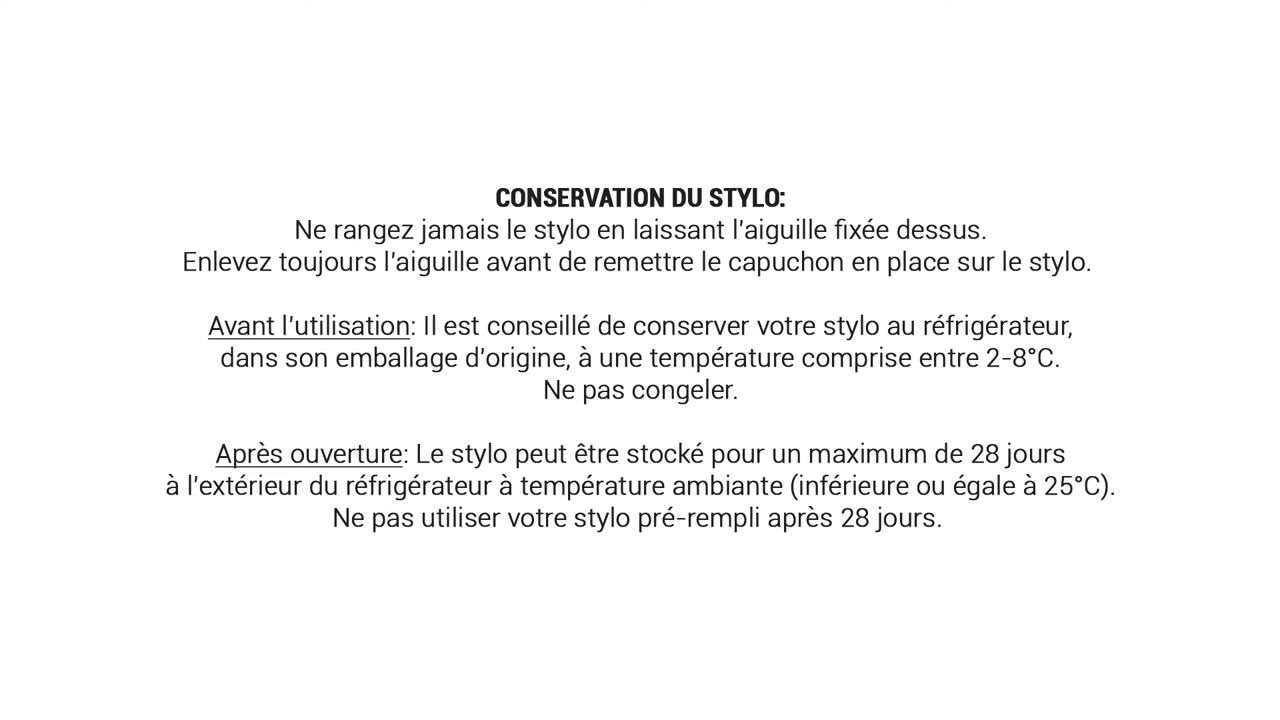 CONSERVATION DU STYLO:
Ne rangez jamais le stylo en laissant l'aiguille fixée dessus.
Enlevez toujours l'aiguille avant de remettre le capuchon en place sur le stylo.
Avant l'utilisation: Il est conseillé de conserver votre stylo au réfrigérateur,
dans son emballage d'origine, à une température comprise entre 2-8°C.
Ne pas congeler.
Après ouverture: Le stylo peut être stocké pour un maximum de 28 jours
à l'extérieur du réfrigérateur à température ambiante (inférieure ou égale à 25°C).
Ne pas utiliser votre stylo pré-rempli après 28 jours.